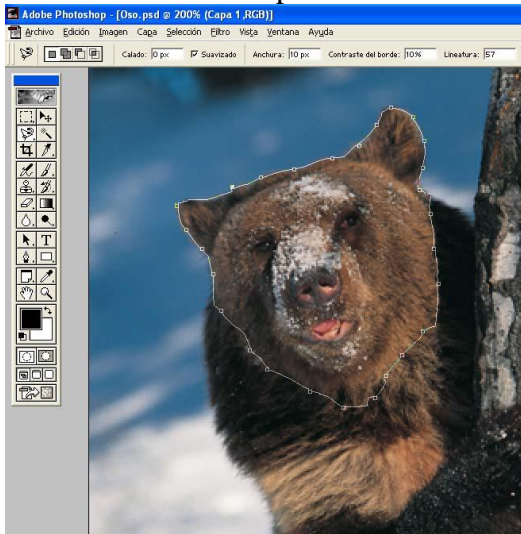 Adobe Photoshop - [Oso.psd @ 200% (Capa 1,RGB)]
Archivo Edición Imagen Capa Selección Filtro Vista Ventana Ayuda
Calado: 0 px Suavizado Anchura: 10 px Contraste del borde: 10% Lineatura: 57
T